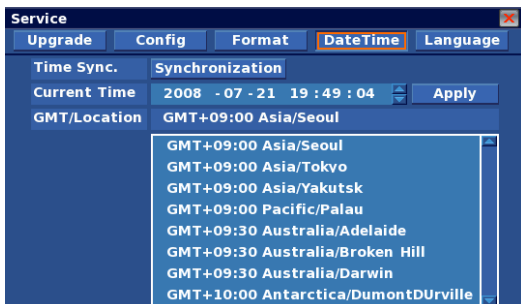 Service
Upgrade Config Format DateTime Language
Time Sync. Synchronization
Current Time 2008 - 07 - 21 19 : 49 : 04 Apply
GMT/Location GMT+09:00 Asia/Seoul
GMT+09:00 Asia/Seoul
GMT+09:00 Asia/Tokyo
GMT+09:00 Asia/Yakutsk
GMT+09:00 Pacific/Palau
GMT+09:30 Australia/Adelaide
GMT+09:30 Australia/Broken Hill
GMT+09:30 Australia/Darwin
GMT+10:00 Antarctica/DumontDUrville